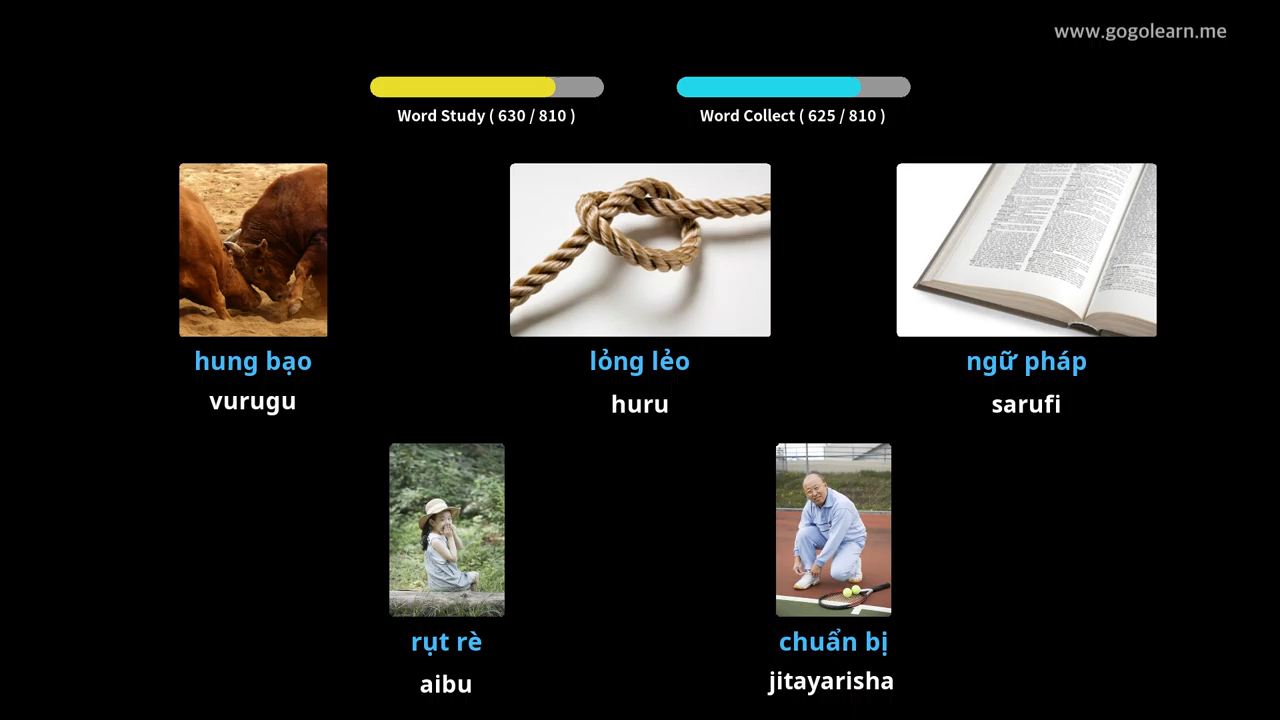 www.gogolearn.me
Word Study ( 630 / 810 )
Word Collect ( 625 / 810 )
hung bạo
vurugu
lỏng lẻo
huru
ngữ pháp
sarufi
rụt rè
aibu
chuẩn bị
jitayarisha